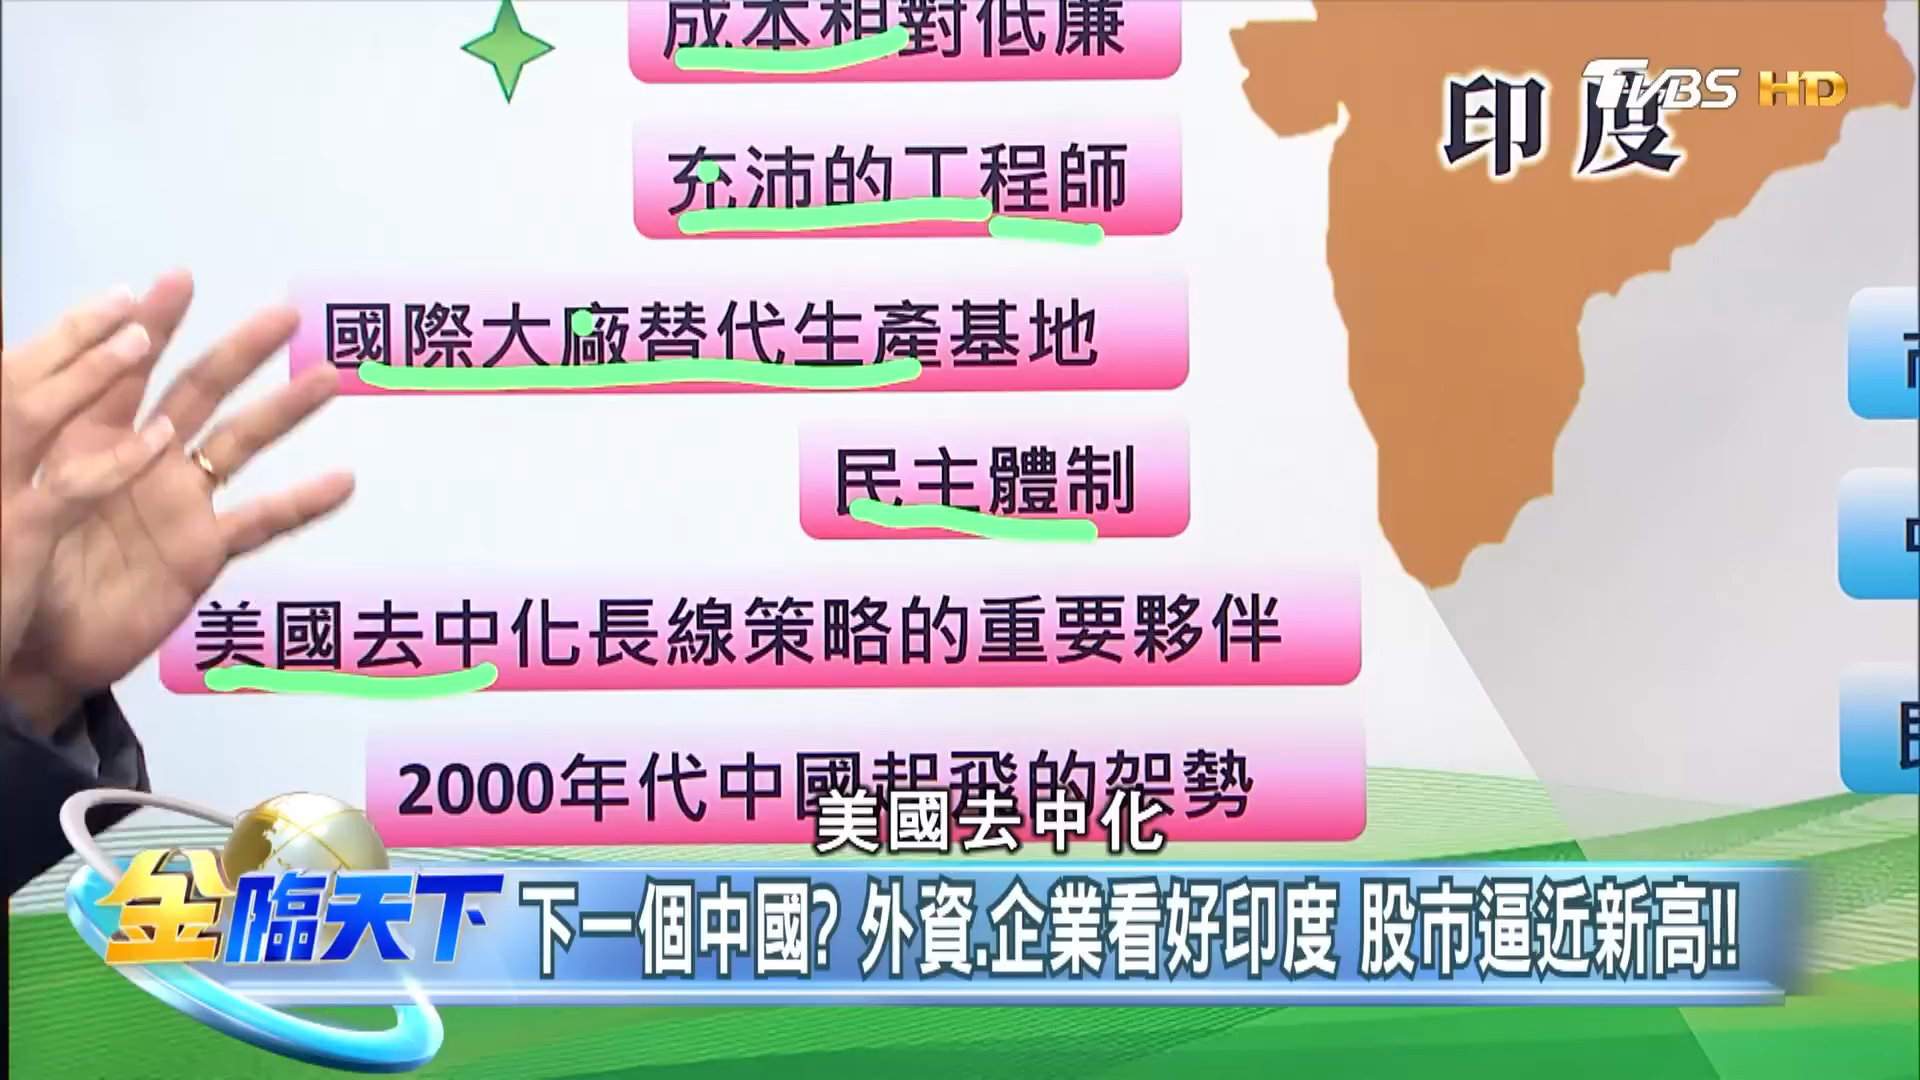 成本相對低廉
TVBS HD
印度
充沛的工程師
國際大廠替代生產基地
民主體制
美國去中化長線策略的重要夥伴
2000年代中國起飛的架勢
美國去中化
金臨天下
下一個中國? 外資.企業看好印度 股市逼近新高!!